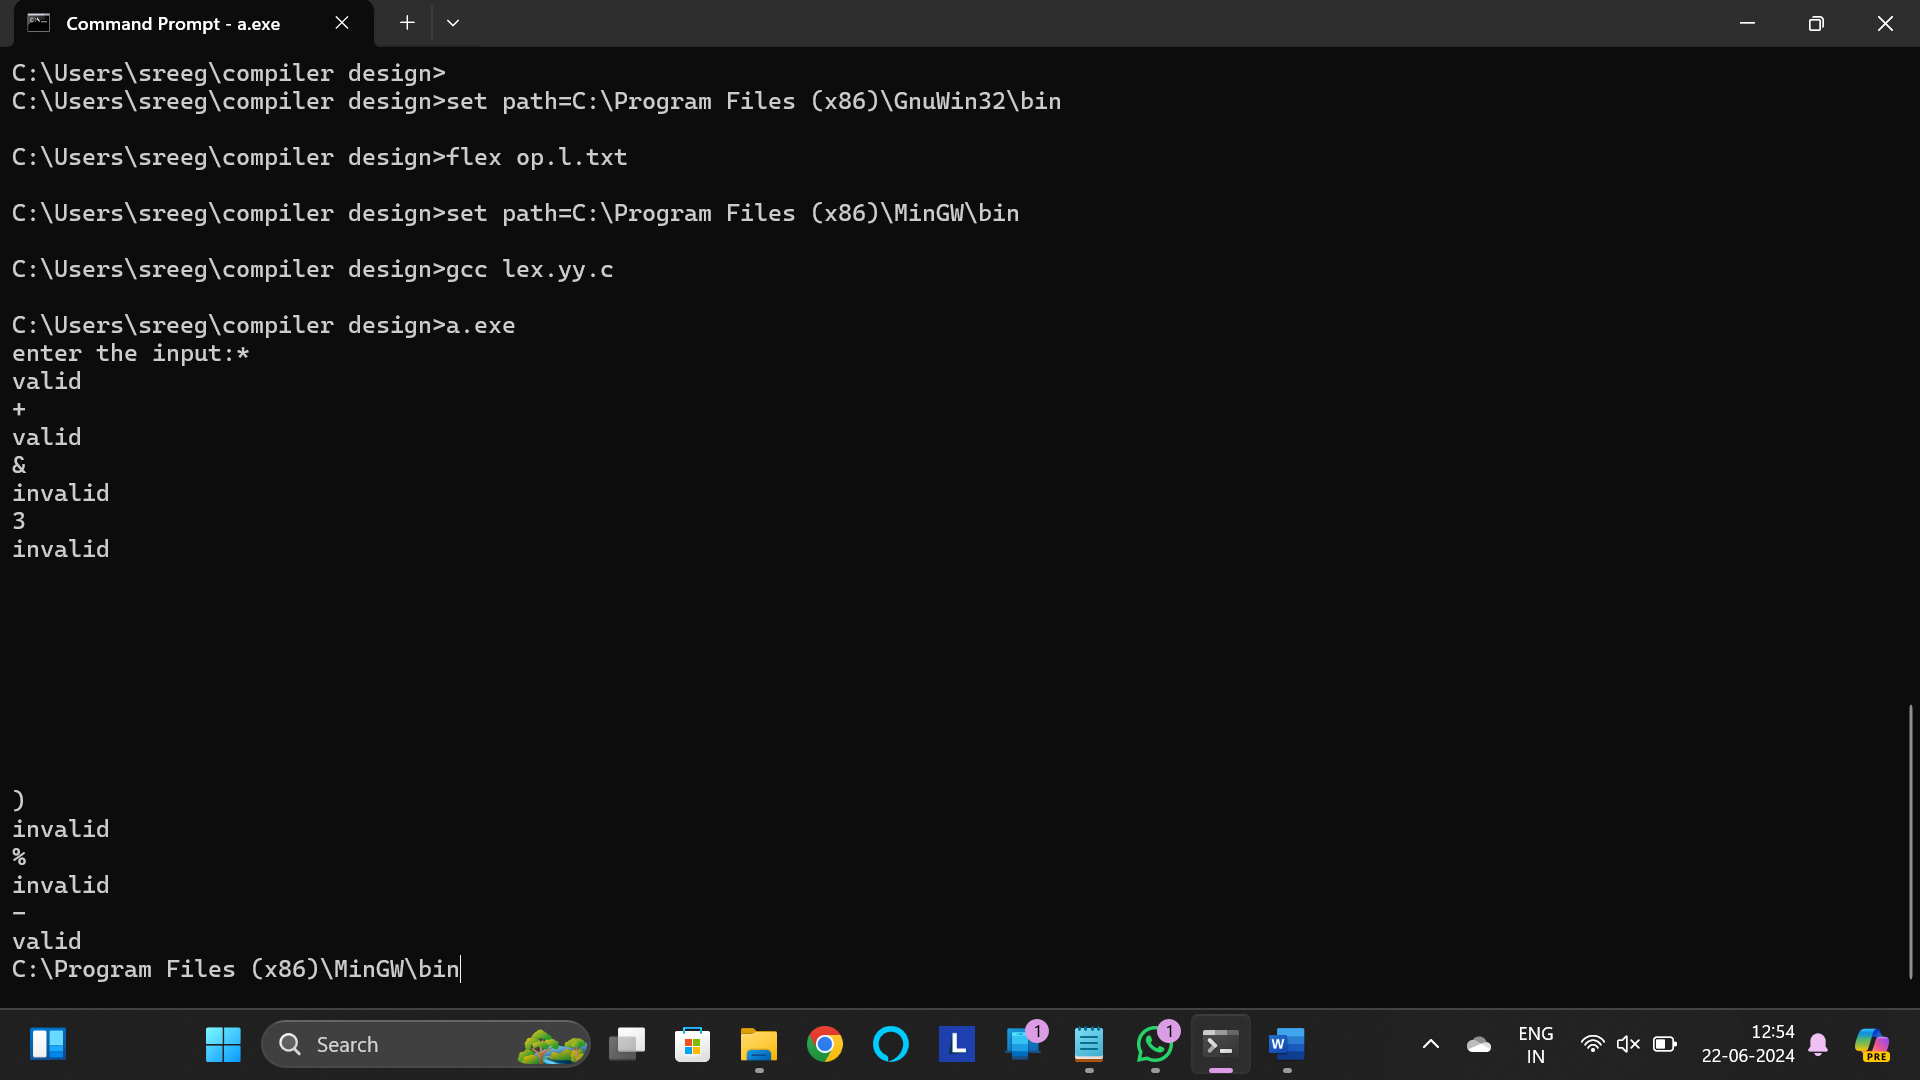 Command Prompt - a.exe
C:\Users\sreeg\compiler design>
C:\Users\sreeg\compiler design>set path=C:\Program Files (x86)\GnuWin32\bin
C:\Users\sreeg\compiler design>flex op.l.txt
C:\Users\sreeg\compiler design>set path=C:\Program Files (x86)\MinGW\bin
C:\Users\sreeg\compiler design>gcc lex.yy.c
C:\Users\sreeg\compiler design>a.exe
enter the input:*
valid
+
valid
&
invalid
3
invalid
)
invalid
%
invalid
-
valid
C:\Program Files (x86)\MinGW\bin
Search
L
1
1
W
ENG
IN
12:54
22-06-2024
PRE